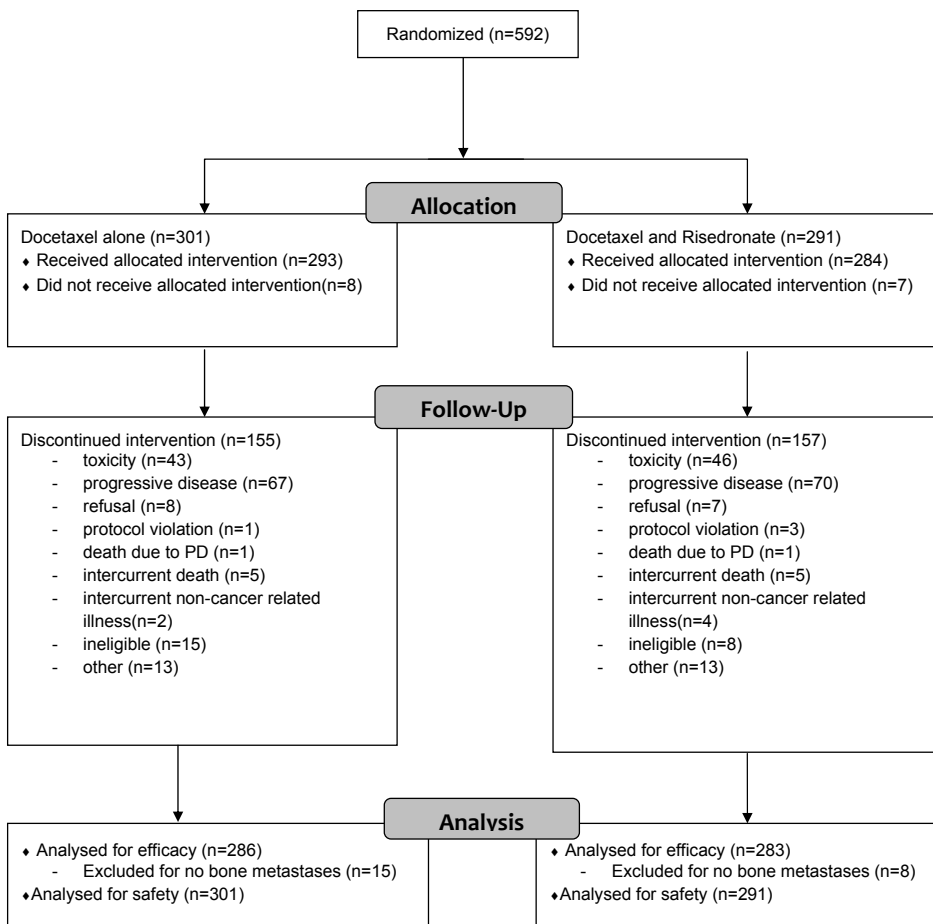 Randomized (n=592)
Allocation
Docetaxel alone (n=301)
♦ Received allocated intervention (n=293)
♦ Did not receive allocated intervention(n=8)
Docetaxel and Risedronate (n=291)
♦ Received allocated intervention (n=284)
♦ Did not receive allocated intervention (n=7)
Follow-Up
Discontinued intervention (n=155)
- toxicity (n=43)
- progressive disease (n=67)
- refusal (n=8)
- protocol violation (n=1)
- death due to PD (n=1)
- intercurrent death (n=5)
- intercurrent non-cancer related
illness(n=2)
- ineligible (n=15)
- other (n=13)
Discontinued intervention (n=157)
- toxicity (n=46)
- progressive disease (n=70)
- refusal (n=7)
- protocol violation (n=3)
- death due to PD (n=1)
- intercurrent death (n=5)
- intercurrent non-cancer related
illness(n=4)
- ineligible (n=8)
- other (n=13)
Analysis
♦ Analysed for efficacy (n=286)
- Excluded for no bone metastases (n=15)
♦Analysed for safety (n=301)
♦ Analysed for efficacy (n=283)
- Excluded for no bone metastases (n=8)
♦Analysed for safety (n=291)